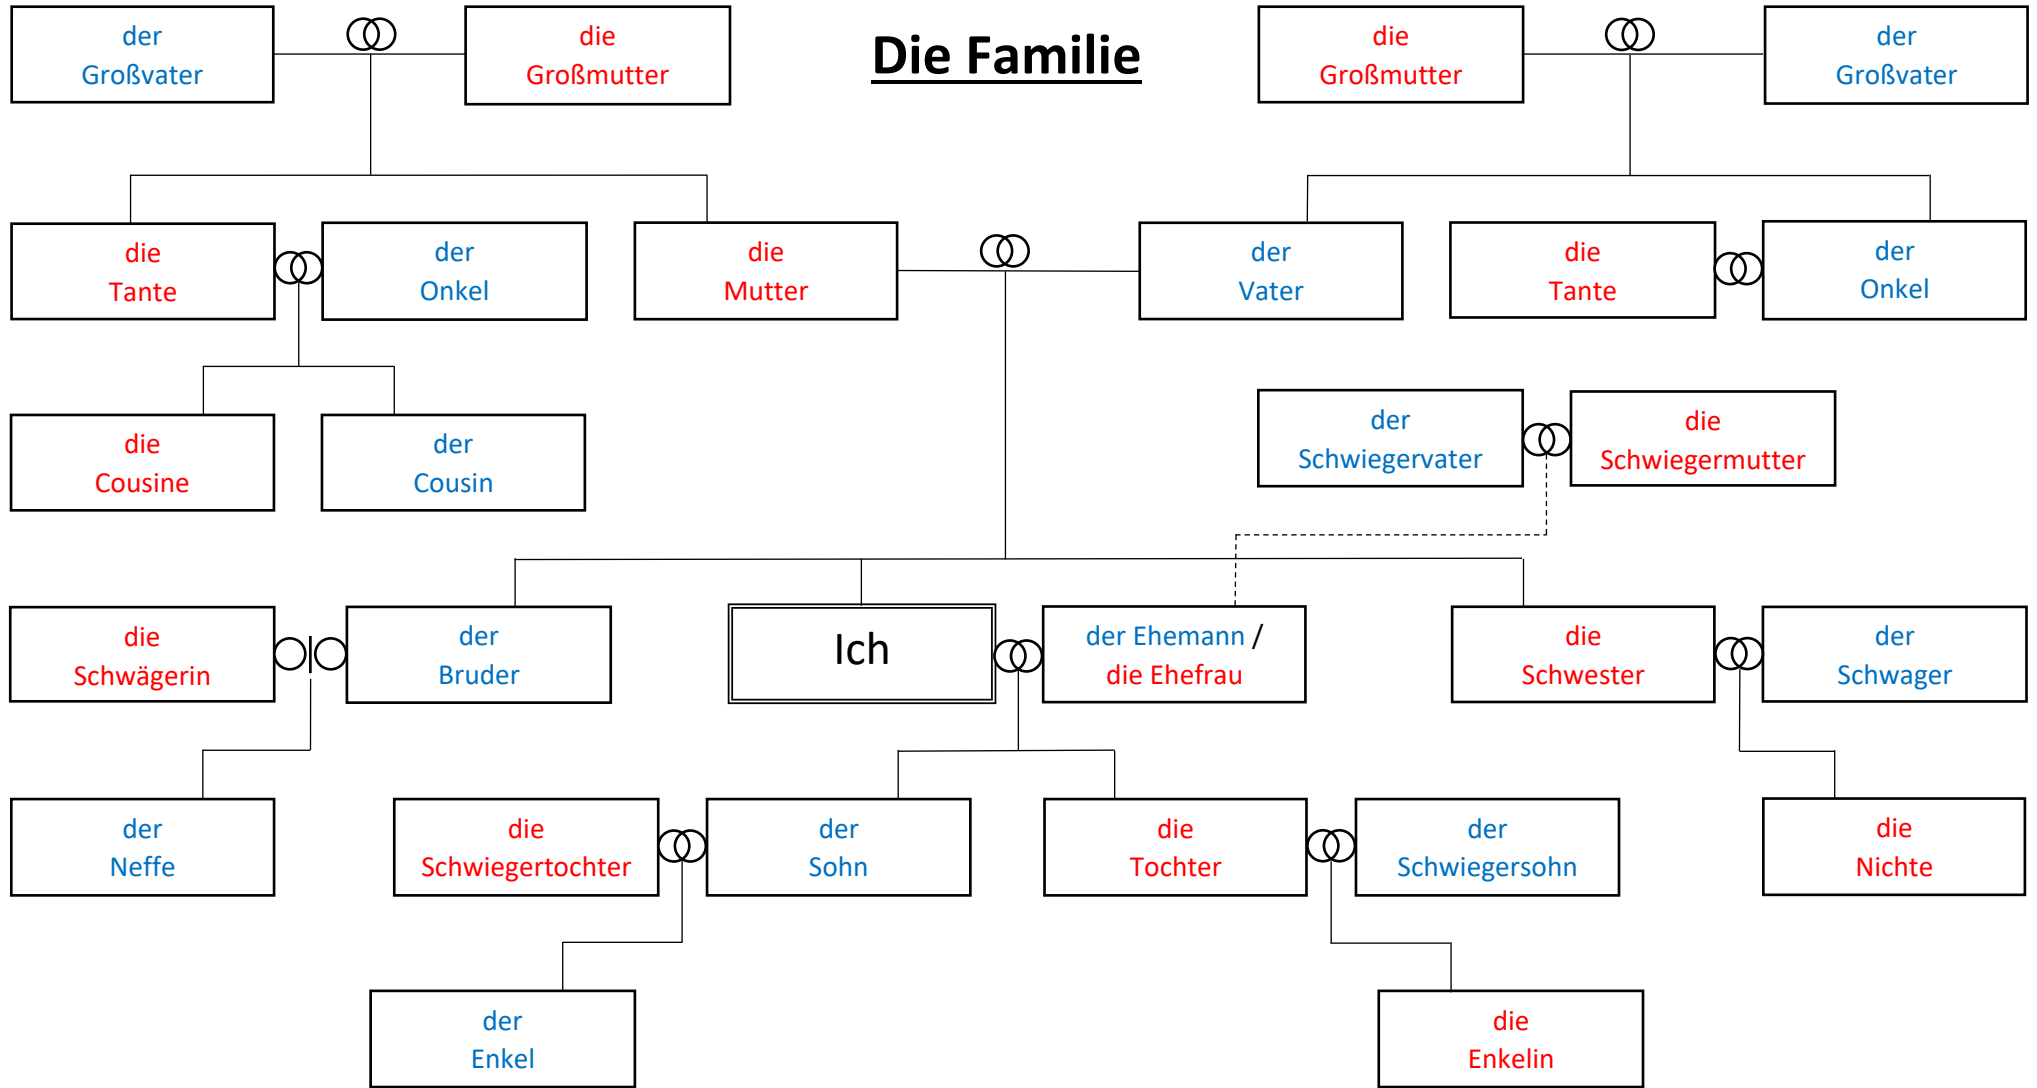 Die Familie
der
Großvater
die
Großmutter
die
Großmutter
der
Großvater
die
Tante
der
Onkel
die
Mutter
der
Vater
die
Tante
der
Onkel
die
Cousine
der
Cousin
der
Schwiegervater
die
Schwiegermutter
die
Schwägerin
der
Bruder
Ich
der Ehemann /
die Ehefrau
die
Schwester
der
Schwager
der
Neffe
die
Schwiegertochter
der
Sohn
die
Tochter
der
Schwiegersohn
die
Nichte
der
Enkel
die
Enkelin